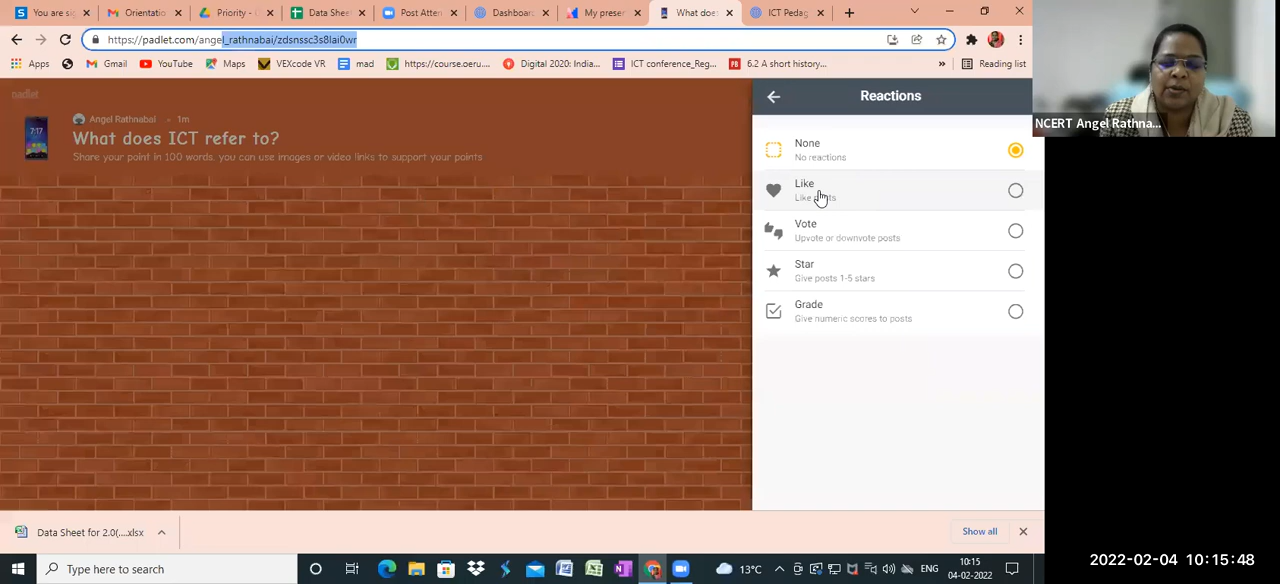 You are sig
Orientatio
Priority -
Data Sheet
Post Atten
Dashboard
My presen
What does
ICT Pedag
https://padlet.com/angel_rathnabai/zdsnssc3s8lai0wr
Apps
Gmail
YouTube
Maps
VEXcode VR
mad
https://course.oeru....
Digital 2020: India...
ICT conference_Reg...
6.2 A short history...
»
Reading list
padlet
Angel Rathnabai • 1m
7:17
What does ICT refer to?
Share your point in 100 words, you can use images or video links to support your points
Reactions
None
No reactions
Like
Vote
Upvote or downvote posts
Star
Give posts 1-5 stars
Grade
Give numeric scores to posts
NCERT Angel Rathna...
Data Sheet for 2.0(....xlsx
Show all
Type here to search
13°C
ENG
10:15
04-02-2022
2022-02-04 10:15:48